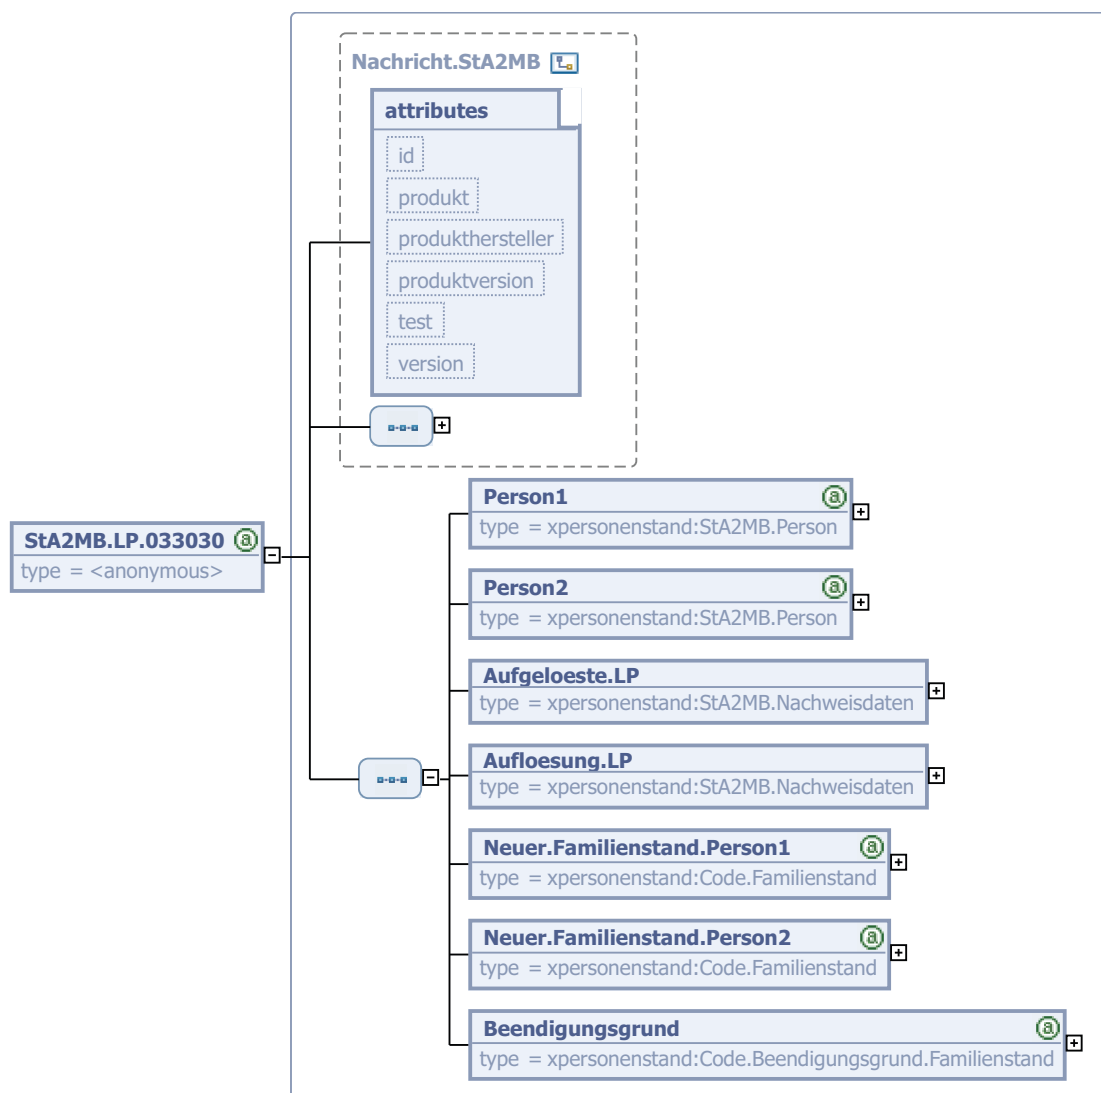 Nachricht.StA2MB
attributes
id
produkt
produkthersteller
produktversion
test
version
StA2MB.LP.033030
type = <anonymous>
Person1
type = xpersonenstand:StA2MB.Person
Person2
type = xpersonenstand:StA2MB.Person
Aufgeloeste.LP
type = xpersonenstand:StA2MB.Nachweisdaten
Aufloesung.LP
type = xpersonenstand:StA2MB.Nachweisdaten
Neuer.Familienstand.Person1
type = xpersonenstand:Code.Familienstand
Neuer.Familienstand.Person2
type = xpersonenstand:Code.Familienstand
Beendigungsgrund
type = xpersonenstand:Code.Beendigungsgrund.Familienstand